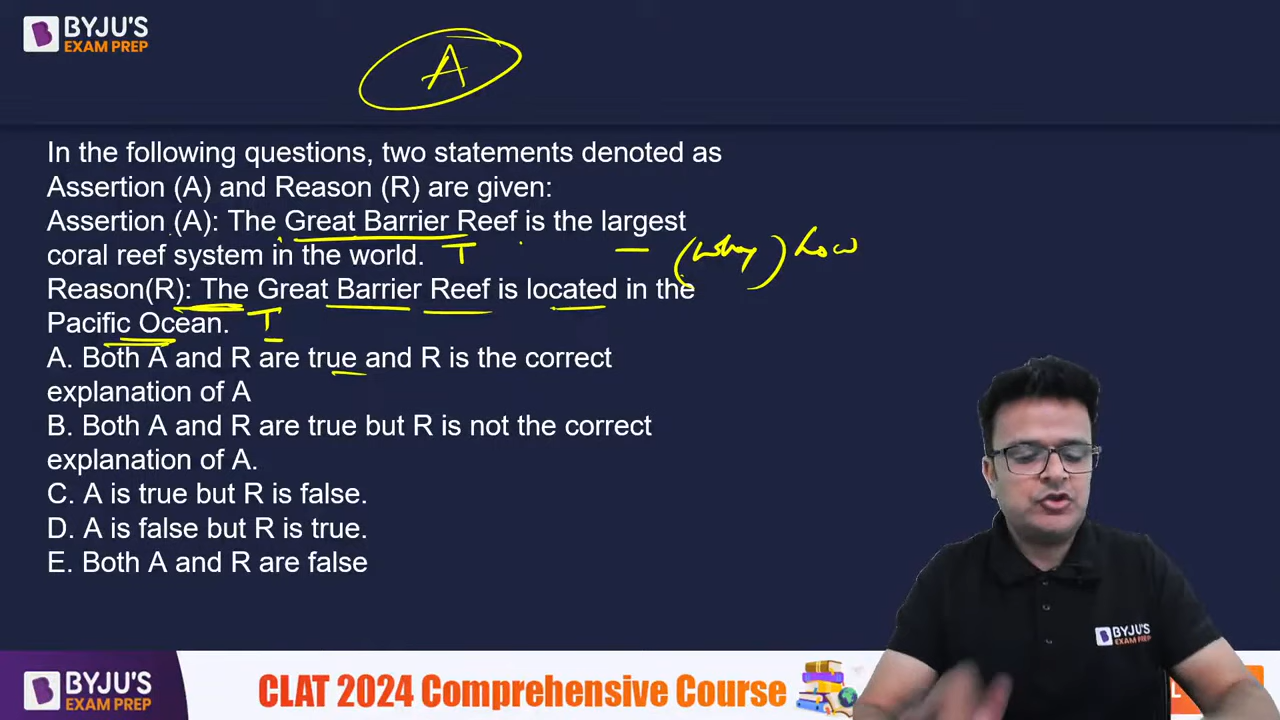 BYJU'S
EXAM PREP
A
In the following questions, two statements denoted as
Assertion (A) and Reason (R) are given:
Assertion (A): The Great Barrier Reef is the largest
coral reef system in the world. T
(why) how
Reason(R): The Great Barrier Reef is located in the
Pacific Ocean. T
A. Both A and R are true and R is the correct
explanation of A
B. Both A and R are true but R is not the correct
explanation of A.
C. A is true but R is false.
D. A is false but R is true.
E. Both A and R are false
BYJU'S
EXAM PREP
BYJU'S
EXAM PREP
CLAT 2024 Comprehensive Course
L